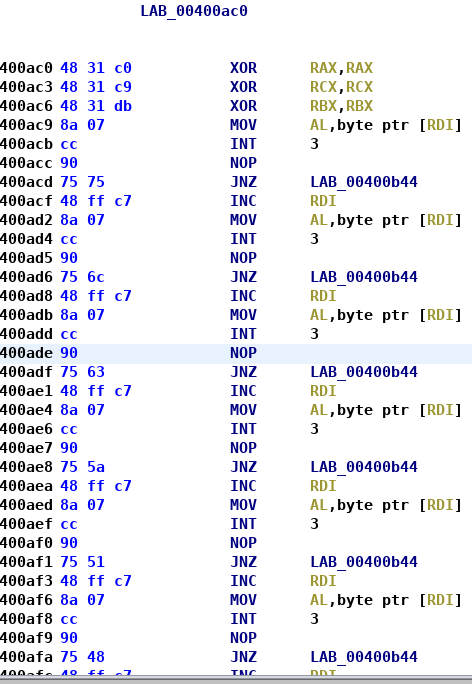 LAB_00400ac0
400ac0 48 31 c0 XOR RAX,RAX
400ac3 48 31 c9 XOR RCX,RCX
400ac6 48 31 db XOR RBX,RBX
400ac9 8a 07 MOV AL,byte ptr [RDI]
400acb cc INT 3
400acc 90 NOP
400acd 75 75 JNZ LAB_00400b44
400acf 48 ff c7 INC RDI
400ad2 8a 07 MOV AL,byte ptr [RDI]
400ad4 cc INT 3
400ad5 90 NOP
400ad6 75 6c JNZ LAB_00400b44
400ad8 48 ff c7 INC RDI
400adb 8a 07 MOV AL,byte ptr [RDI]
400add cc INT 3
400ade 90 NOP
400adf 75 63 JNZ LAB_00400b44
400ae1 48 ff c7 INC RDI
400ae4 8a 07 MOV AL,byte ptr [RDI]
400ae6 cc INT 3
400ae7 90 NOP
400ae8 75 5a JNZ LAB_00400b44
400aea 48 ff c7 INC RDI
400aed 8a 07 MOV AL,byte ptr [RDI]
400aef cc INT 3
400af0 90 NOP
400af1 75 51 JNZ LAB_00400b44
400af3 48 ff c7 INC RDI
400af6 8a 07 MOV AL,byte ptr [RDI]
400af8 cc INT 3
400af9 90 NOP
400afa 75 48 JNZ LAB_00400b44
400afc 48 ff c7 INC RDI